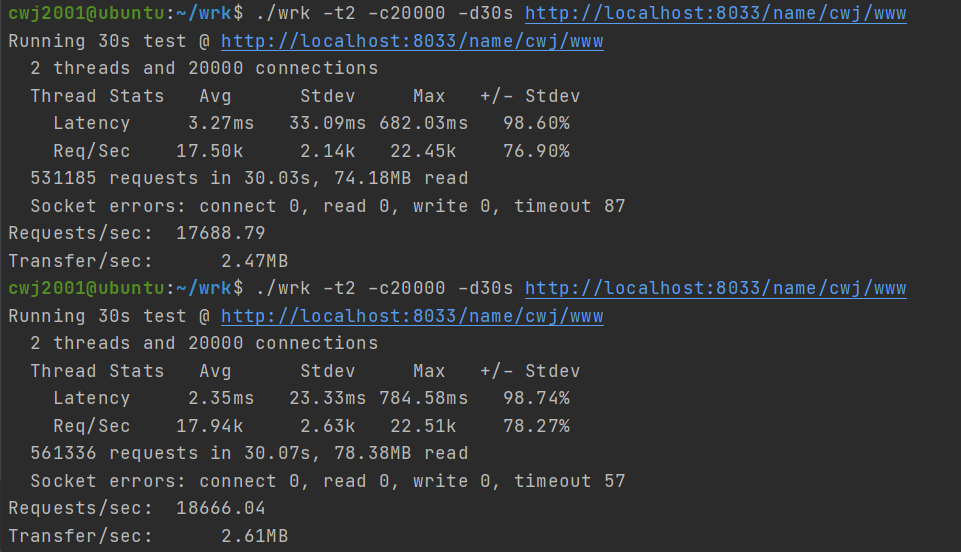 cwj2001@ubuntu:~/wrk$ ./wrk -t2 -c20000 -d30s http://localhost:8033/name/cwj/www
Running 30s test @ http://localhost:8033/name/cwj/www
  2 threads and 20000 connections
  Thread Stats   Avg      Stdev     Max   +/- Stdev
    Latency     3.27ms   33.09ms 682.03ms   98.60%
    Req/Sec    17.50k     2.14k   22.45k    76.90%
  531185 requests in 30.03s, 74.18MB read
  Socket errors: connect 0, read 0, write 0, timeout 87
Requests/sec:  17688.79
Transfer/sec:      2.47MB
cwj2001@ubuntu:~/wrk$ ./wrk -t2 -c20000 -d30s http://localhost:8033/name/cwj/www
Running 30s test @ http://localhost:8033/name/cwj/www
  2 threads and 20000 connections
  Thread Stats   Avg      Stdev     Max   +/- Stdev
    Latency     2.35ms   23.33ms 784.58ms   98.74%
    Req/Sec    17.94k     2.63k   22.51k    78.27%
  561336 requests in 30.07s, 78.38MB read
  Socket errors: connect 0, read 0, write 0, timeout 57
Requests/sec:  18666.04
Transfer/sec:      2.61MB